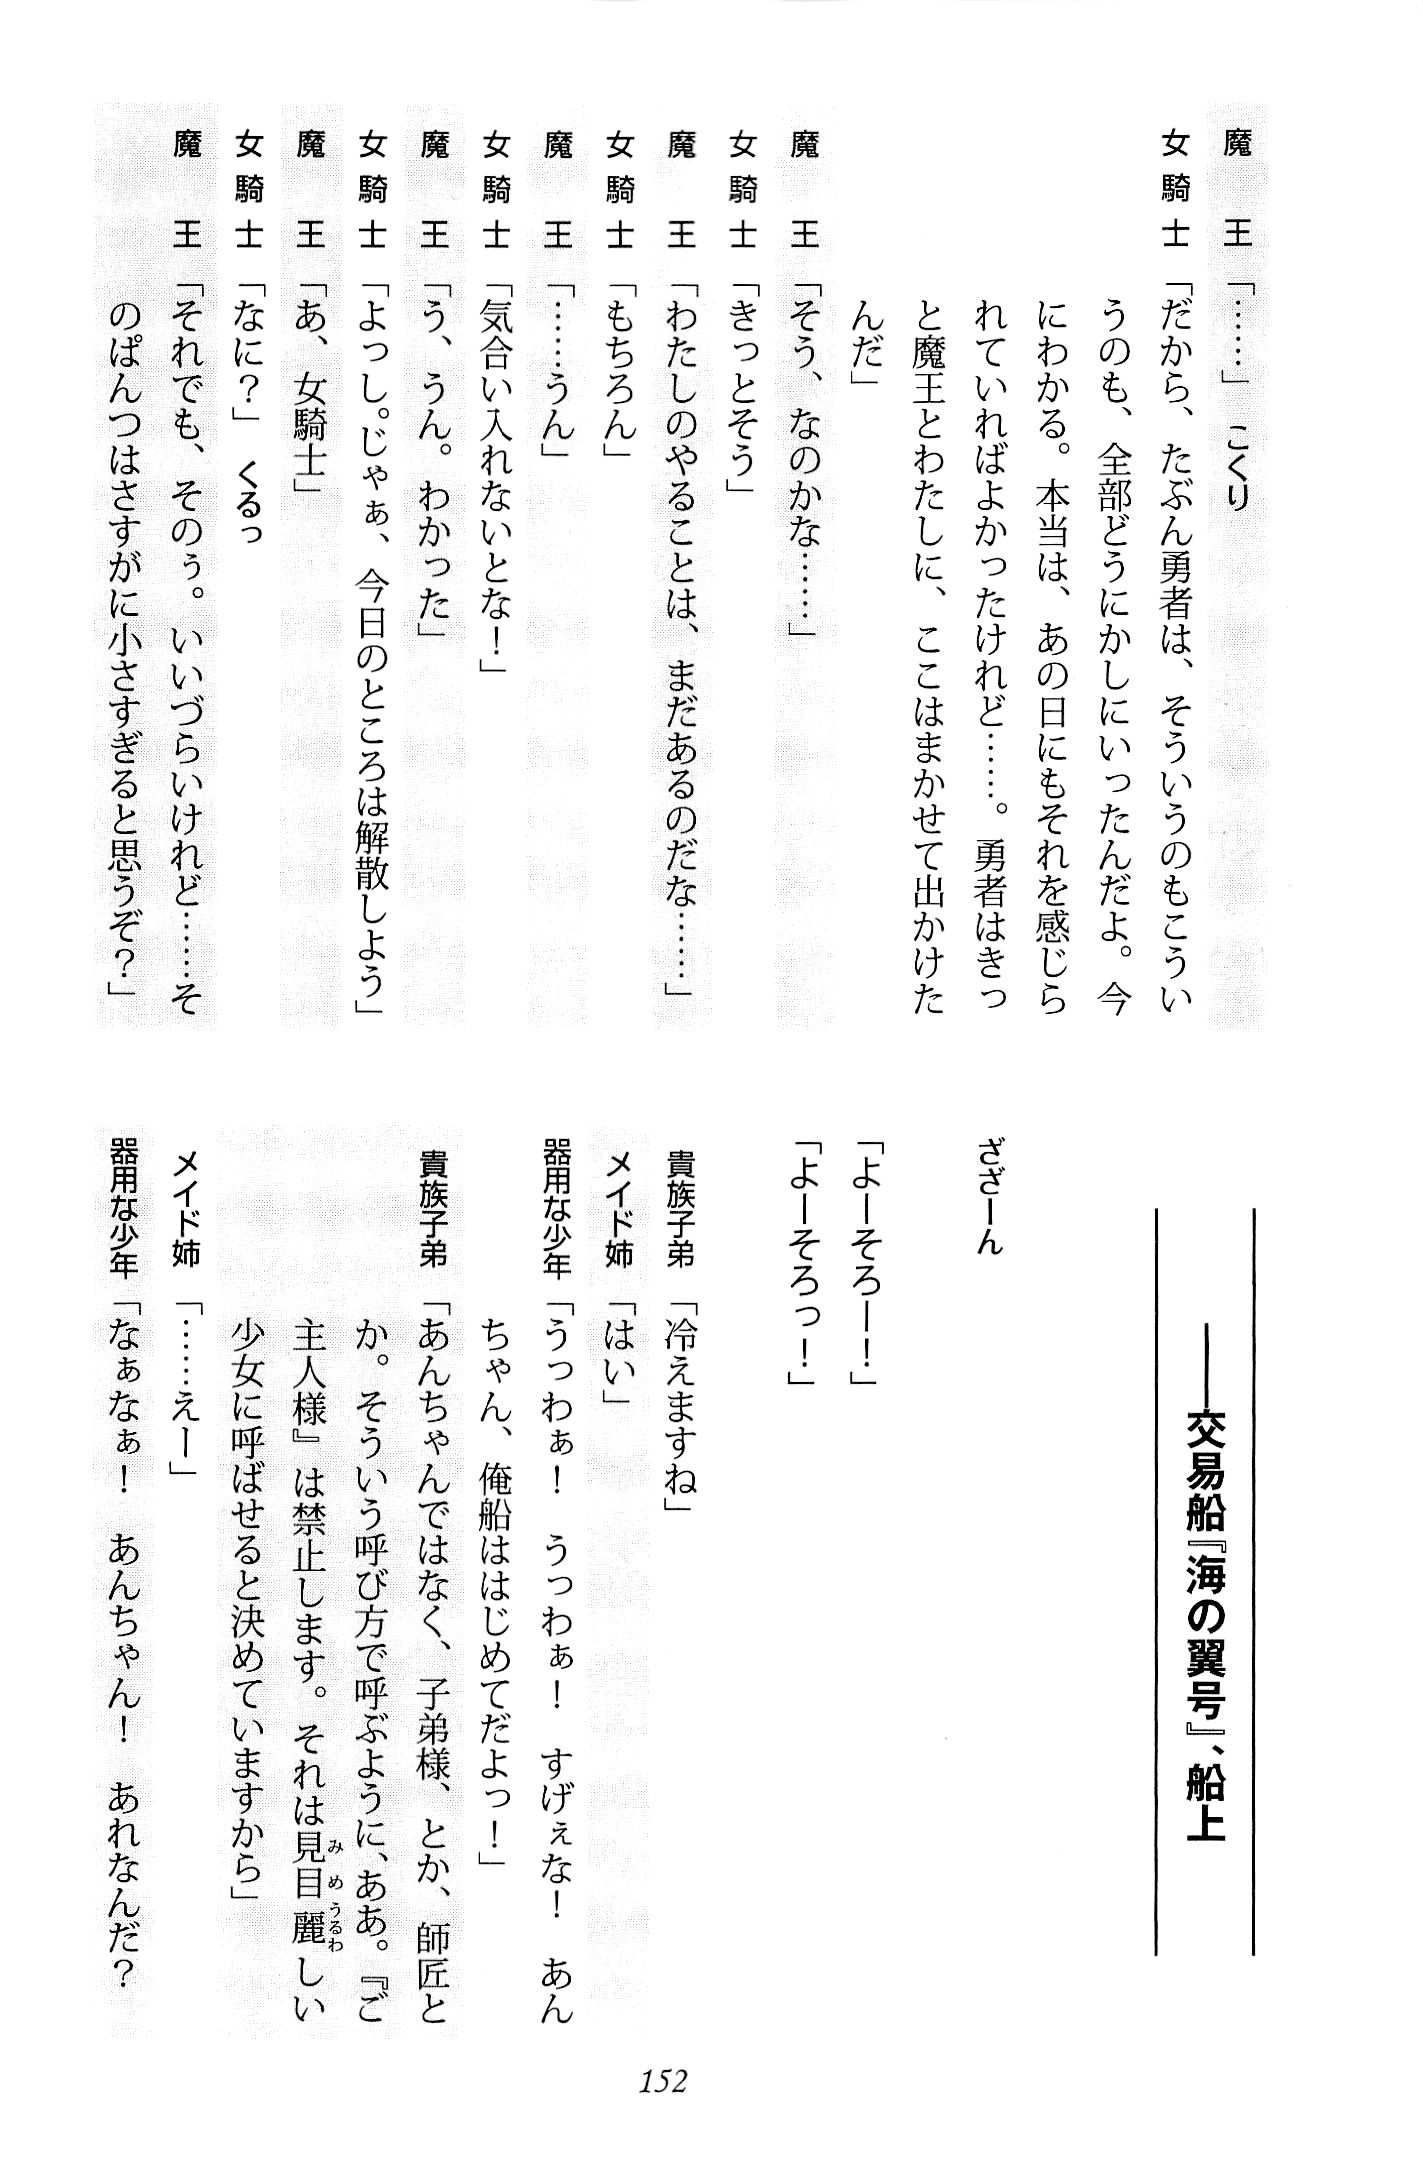 魔王「……」 こくり
女騎士「だから、たぶん勇者は、そういうのもこうい
うのも、全部どうにかしにいったんだよ。今
にわかる。本当は、あの日にもそれを感じら
れていればよかったけれど……。勇者はきっ
と魔王とわたしに、ここはまかせて出かけた
んだ」
魔王「そう、なのかな……」
女騎士「きっとそう」
魔王「わたしのやることは、まだあるのだな……」
女騎士「もちろん」
魔王「……うん」
女騎士「気合い入れないとな！」
魔王「う、うん。わかった」
女騎士「よっし。じゃぁ、今日のところは解散しよう」
魔王「あ、女騎士」
女騎士「なに？」 くるっ
魔王「それでも、そのぅ。いいづらいけれど……そ
のぱんつはさすがに小さすぎると思うぞ？」
――交易船『海の翼号』、船上
ざざーん
「よーそろー！」
「よーそろっ！」
貴族子弟「冷えますね」
メイド姉「はい」
器用な少年「うっわぁ！　うっわぁ！　すげぇな！　あん
ちゃん、俺船ははじめてだよっ！」
貴族子弟「あんちゃんではなく、子弟様、とか、師匠と
か。そういう呼び方で呼ぶように、ああ。『ご
主人様』は禁止します。それは見目麗しい
みめうるわ
少女に呼ばせると決めていますから」
メイド姉「……えー」
器用な少年「なぁなぁ！　あんちゃん！　あれなんだ？
152